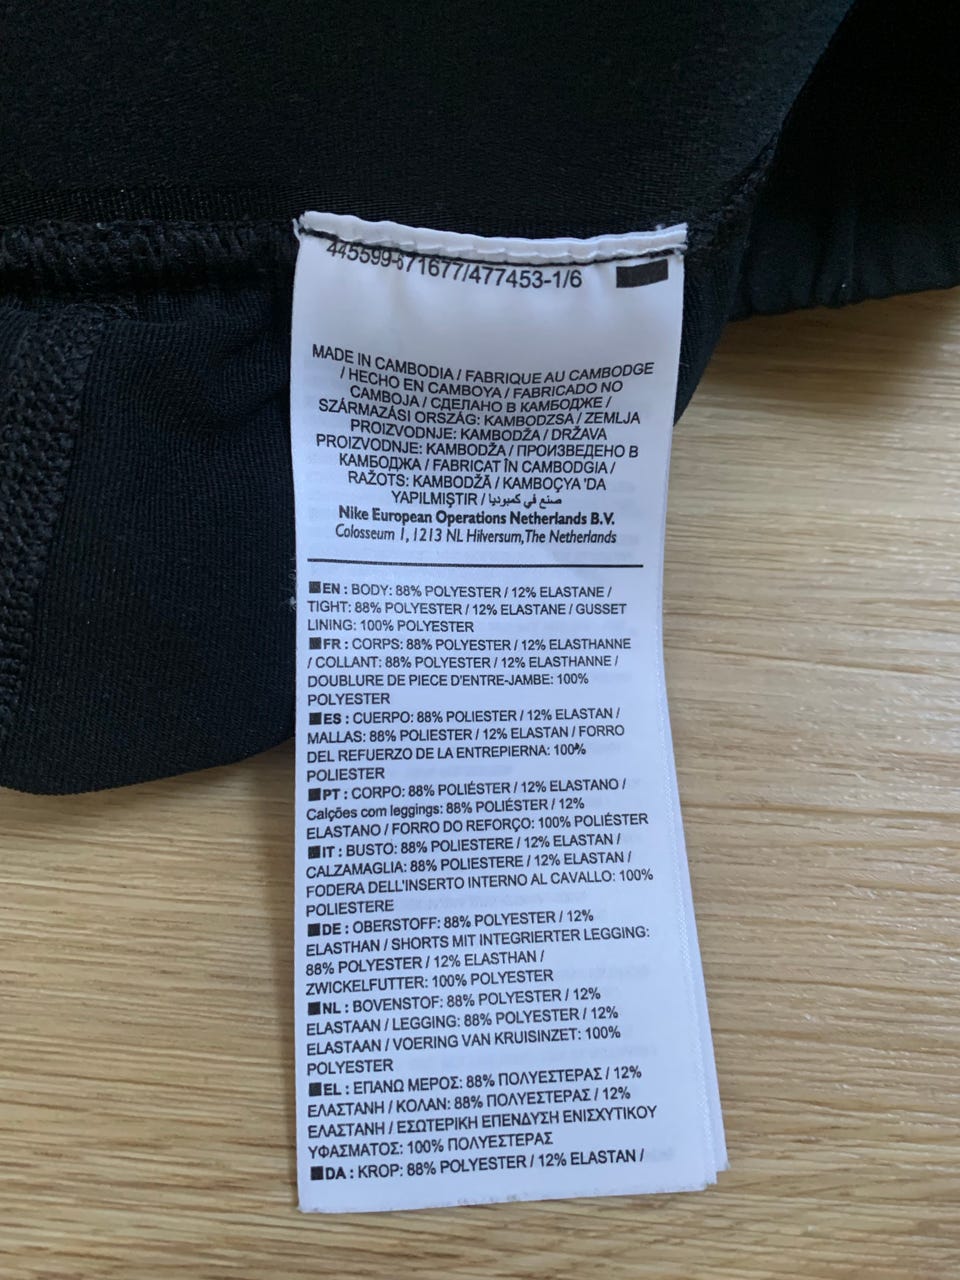 445599-671677/477453-1/6
MADE IN CAMBODIA / FABRIQUE AU CAMBODGE
/ HECHO EN CAMBOYA / FABRICADO NO
CAMBOJA / СДЕЛАНО В КАМБОДЖЕ /
SZÁRMAZÁSI ORSZÁG: KAMBODZSA / ZEMLJA
PROIZVODNJE: KAMBODŽA / DRŽAVA
PROIZVODNJE: KAMBODŽA / ПРОИЗВЕДЕНО В
КАМБОДЖА / FABRICAT ÎN CAMBODGIA /
RAŽOTS: KAMBODŽĀ / KAMBOÇYA 'DA
YAPILMIŞTIR / صنع في كمبوديا
Nike European Operations Netherlands B.V.
Colosseum 1, 1213 NL Hilversum, The Netherlands
EN : BODY: 88% POLYESTER / 12% ELASTANE /
TIGHT: 88% POLYESTER / 12% ELASTANE / GUSSET
LINING: 100% POLYESTER
FR : CORPS: 88% POLYESTER / 12% ELASTHANNE
/ COLLANT: 88% POLYESTER / 12% ELASTHANNE /
DOUBLURE DE PIECE D'ENTRE-JAMBE: 100%
POLYESTER
ES : CUERPO: 88% POLIESTER / 12% ELASTAN /
MALLAS: 88% POLIESTER / 12% ELASTAN / FORRO
DEL REFUERZO DE LA ENTREPIERNA: 100%
POLIESTER
PT : CORPO: 88% POLIÉSTER / 12% ELASTANO /
Calções com leggings: 88% POLIÉSTER / 12%
ELASTANO / FORRO DO REFORÇO: 100% POLIÉSTER
IT : BUSTO: 88% POLIESTERE / 12% ELASTAN /
CALZAMAGLIA: 88% POLIESTERE / 12% ELASTAN /
FODERA DELL'INSERTO INTERNO AL CAVALLO: 100%
POLIESTERE
DE : OBERSTOFF: 88% POLYESTER / 12%
ELASTHAN / SHORTS MIT INTEGRIERTER LEGGING:
88% POLYESTER / 12% ELASTHAN /
ZWICKELFUTTER: 100% POLYESTER
NL : BOVENSTOF: 88% POLYESTER / 12%
ELASTAAN / LEGGING: 88% POLYESTER / 12%
ELASTAAN / VOERING VAN KRUISINZET: 100%
POLYESTER
EL : ΕΠΑΝΩ ΜΕΡΟΣ: 88% ΠΟΛΥΕΣΤΕΡΑΣ / 12%
ΕΛΑΣΤΑΝΗ / ΚΟΛΑΝ: 88% ΠΟΛΥΕΣΤΕΡΑΣ / 12%
ΕΛΑΣΤΑΝΗ / ΕΣΩΤΕΡΙΚΗ ΕΠΕΝΔΥΣΗ ΕΝΙΣΧΥΤΙΚΟΥ
ΥΦΑΣΜΑΤΟΣ: 100% ΠΟΛΥΕΣΤΕΡΑΣ
DA : KROP: 88% POLYESTER / 12% ELASTAN /